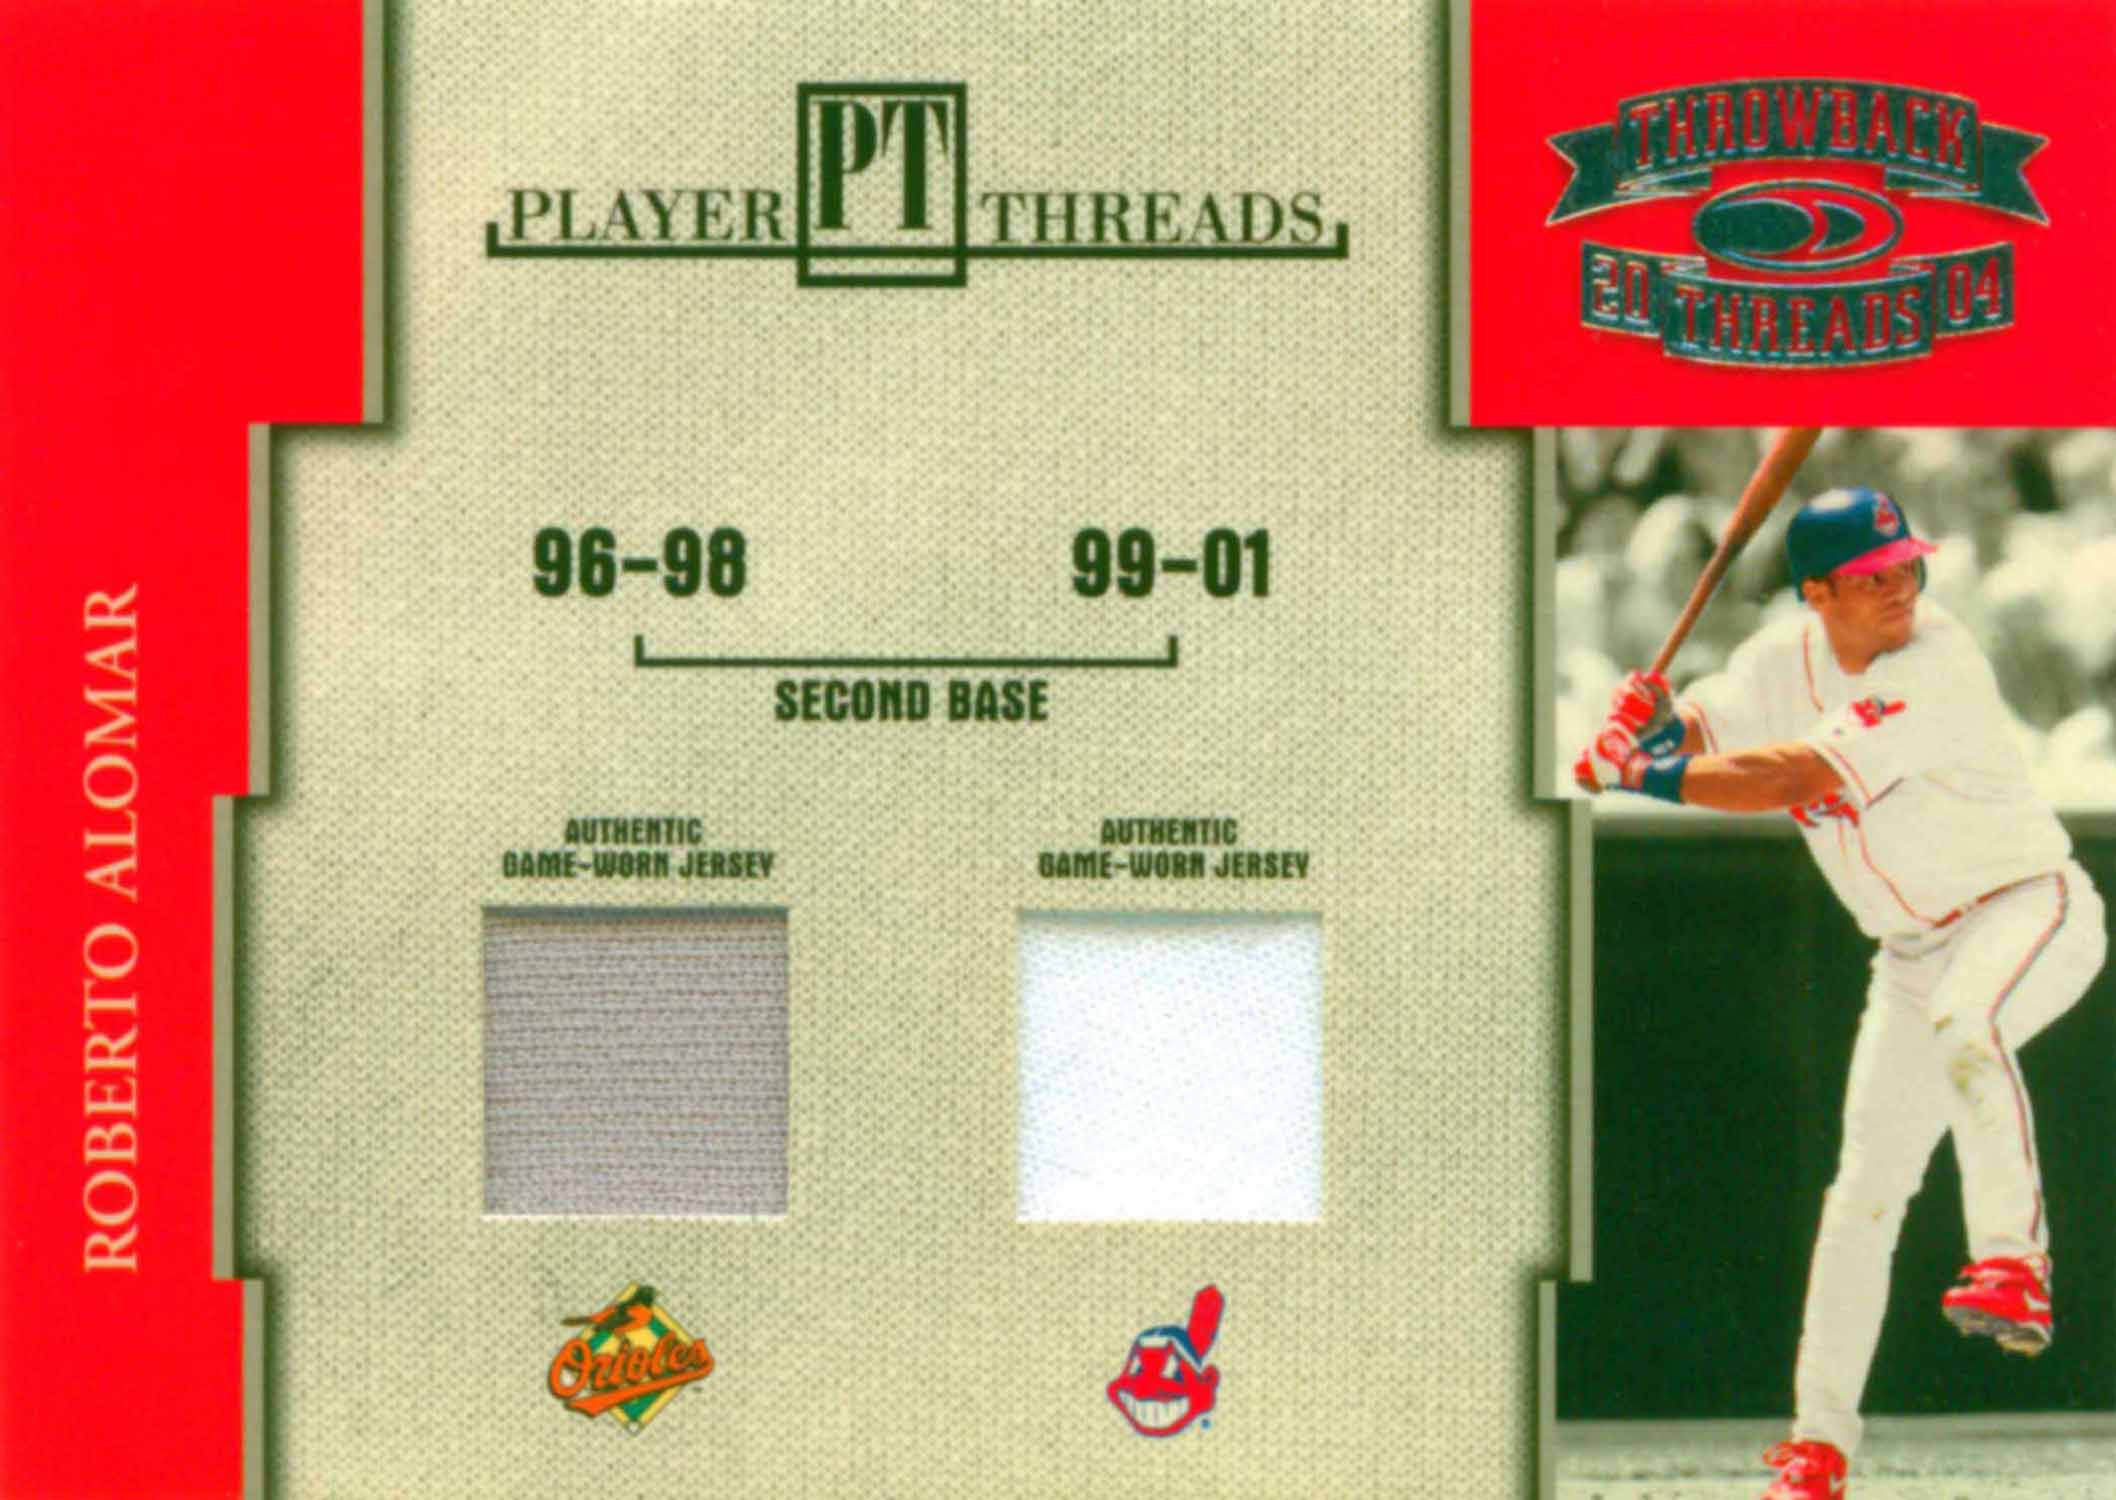 PLAYER PT THREADS
THROWBACK
20 THREADS 04
96-98
99-01
SECOND BASE
AUTHENTIC
GAME-WORN JERSEY
AUTHENTIC
GAME-WORN JERSEY
Orioles
ROBERTO ALOMAR